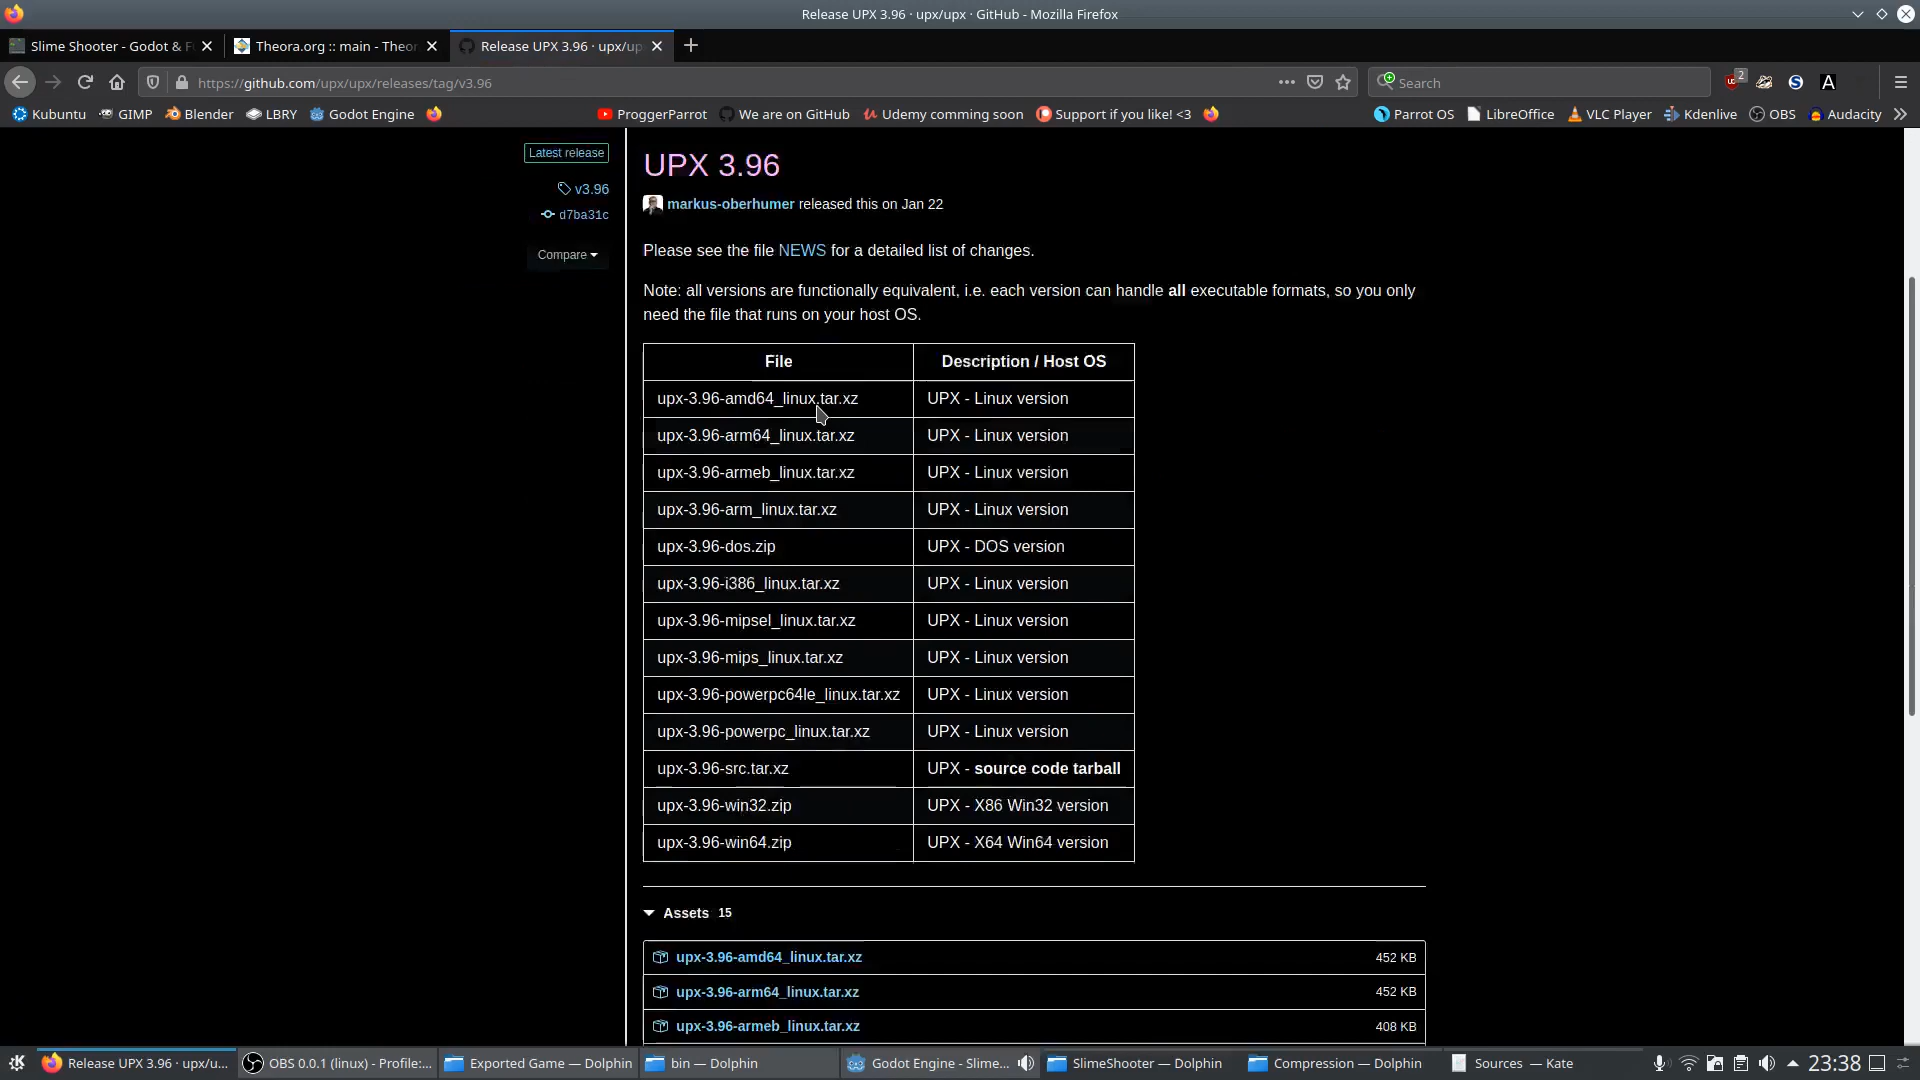 Release UPX 3.96 · upx/upx · GitHub - Mozilla Firefox
Slime Shooter - Godot & F
Theora.org :: main - Theor
Release UPX 3.96 · upx/up
https://github.com/upx/upx/releases/tag/v3.96
Search
2
Kubuntu
GIMP
Blender
LBRY
Godot Engine
ProggerParrot
We are on GitHub
Udemy comming soon
Support if you like! <3
Parrot OS
LibreOffice
VLC Player
Kdenlive
OBS
Audacity
Latest release
v3.96
d7ba31c
Compare
UPX 3.96
markus-oberhumer released this on Jan 22
Please see the file NEWS for a detailed list of changes.
Note: all versions are functionally equivalent, i.e. each version can handle all executable formats, so you only
need the file that runs on your host OS.
File Description / Host OS
upx-3.96-amd64_linux.tar.xz UPX - Linux version
upx-3.96-arm64_linux.tar.xz UPX - Linux version
upx-3.96-armeb_linux.tar.xz UPX - Linux version
upx-3.96-arm_linux.tar.xz UPX - Linux version
upx-3.96-dos.zip UPX - DOS version
upx-3.96-i386_linux.tar.xz UPX - Linux version
upx-3.96-mipsel_linux.tar.xz UPX - Linux version
upx-3.96-mips_linux.tar.xz UPX - Linux version
upx-3.96-powerpc64le_linux.tar.xz UPX - Linux version
upx-3.96-powerpc_linux.tar.xz UPX - Linux version
upx-3.96-src.tar.xz UPX - source code tarball
upx-3.96-win32.zip UPX - X86 Win32 version
upx-3.96-win64.zip UPX - X64 Win64 version
Assets 15
upx-3.96-amd64_linux.tar.xz 452 KB
upx-3.96-arm64_linux.tar.xz 452 KB
upx-3.96-armeb_linux.tar.xz 408 KB
Release UPX 3.96 · upx/u...
OBS 0.0.1 (linux) - Profile:...
Exported Game — Dolphin
bin — Dolphin
Godot Engine - Slime...
SlimeShooter — Dolphin
Compression — Dolphin
Sources — Kate
23:38